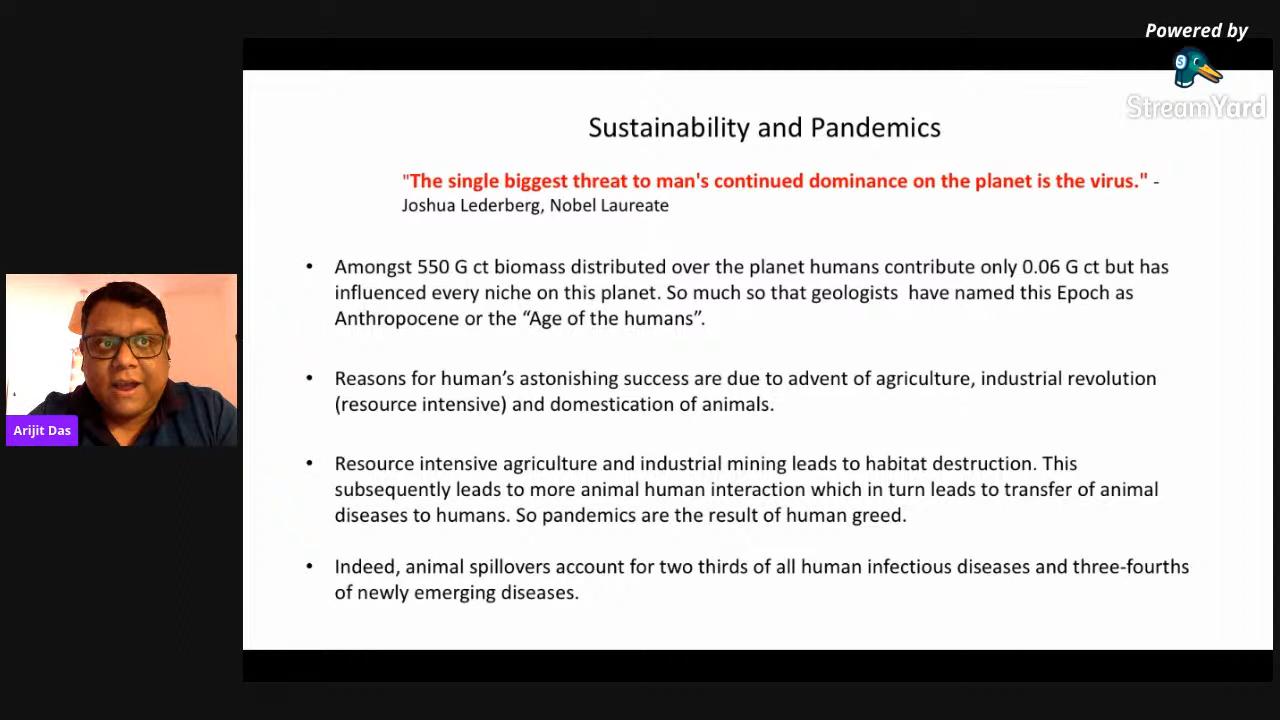 Powered by
StreamYard
Sustainability and Pandemics
"The single biggest threat to man's continued dominance on the planet is the virus." -
Joshua Lederberg, Nobel Laureate
• Amongst 550 G ct biomass distributed over the planet humans contribute only 0.06 G ct but has
influenced every niche on this planet. So much so that geologists have named this Epoch as
Anthropocene or the “Age of the humans”.
• Reasons for human’s astonishing success are due to advent of agriculture, industrial revolution
(resource intensive) and domestication of animals.
• Resource intensive agriculture and industrial mining leads to habitat destruction. This
subsequently leads to more animal human interaction which in turn leads to transfer of animal
diseases to humans. So pandemics are the result of human greed.
• Indeed, animal spillovers account for two thirds of all human infectious diseases and three-fourths
of newly emerging diseases.
Arijit Das